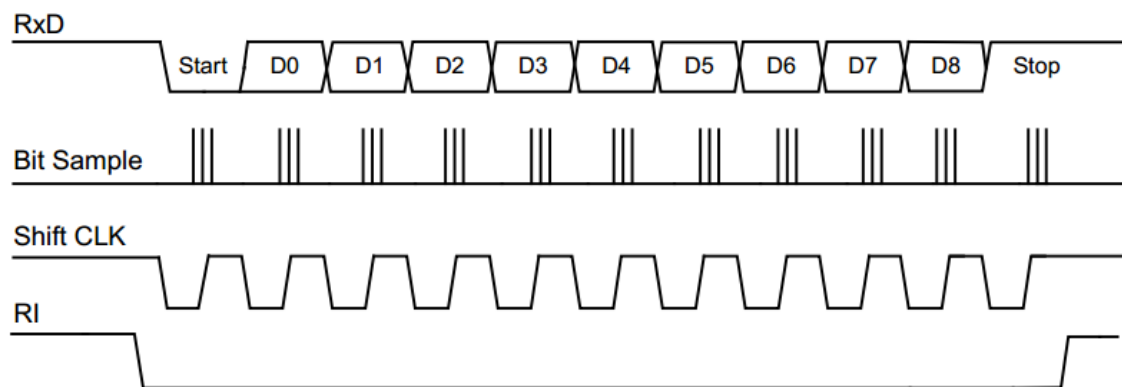 RxD
Start D0 D1 D2 D3 D4 D5 D6 D7 D8 Stop
Bit Sample
Shift CLK
RI